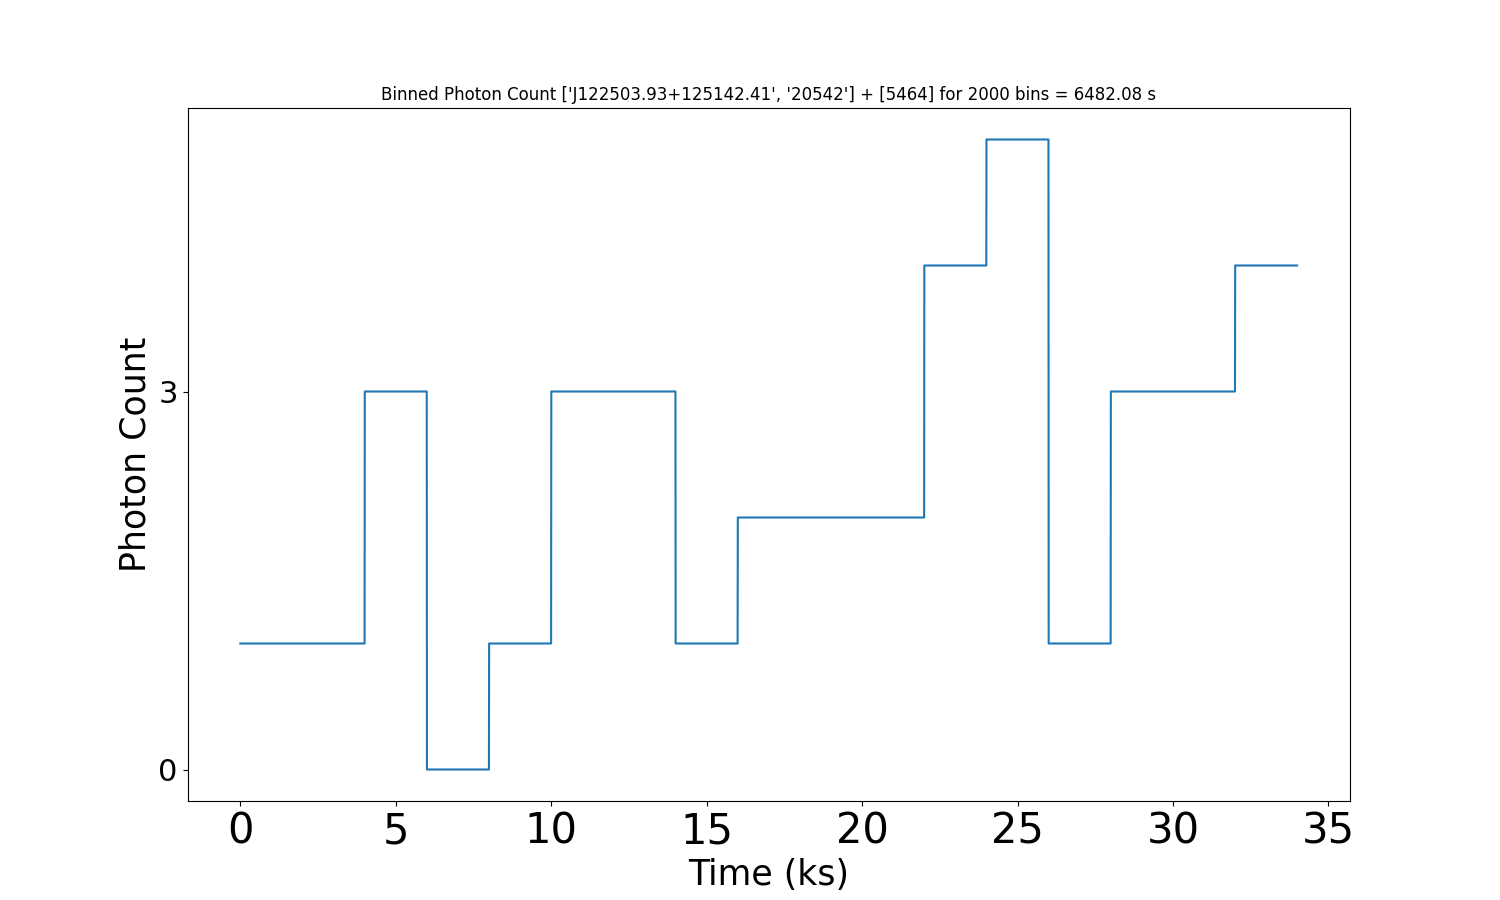 Binned Photon Count ['J122503.93+125142.41', '20542'] + [5464] for 2000 bins = 6482.08 s
Photon Count
3
0
0 5 10 15 20 25 30 35
Time (ks)